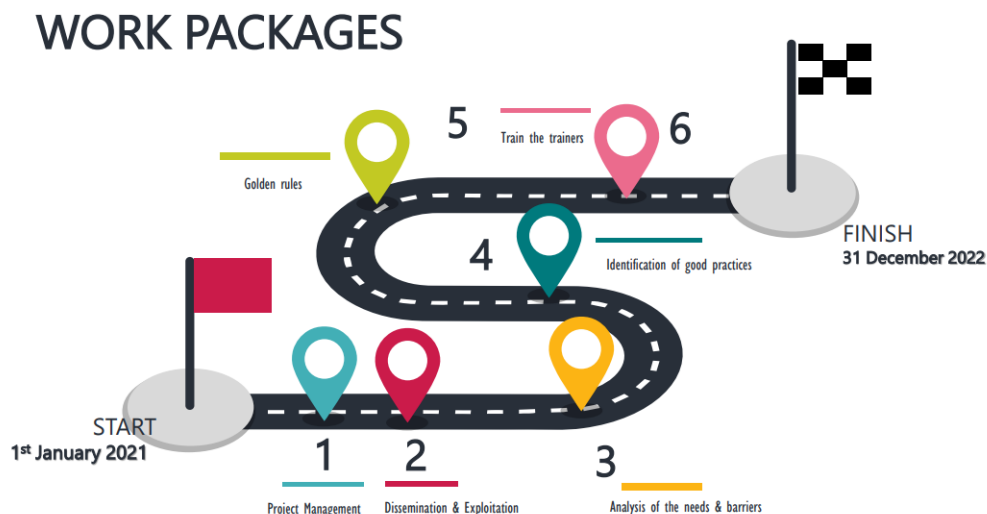 WORK PACKAGES
5
Train the trainers
6
Golden rules
4
Identification of good practices
FINISH
31 December 2022
START
1st January 2021
1
2
3
Project Management
Dissemination & Exploitation
Analysis of the needs & barriers